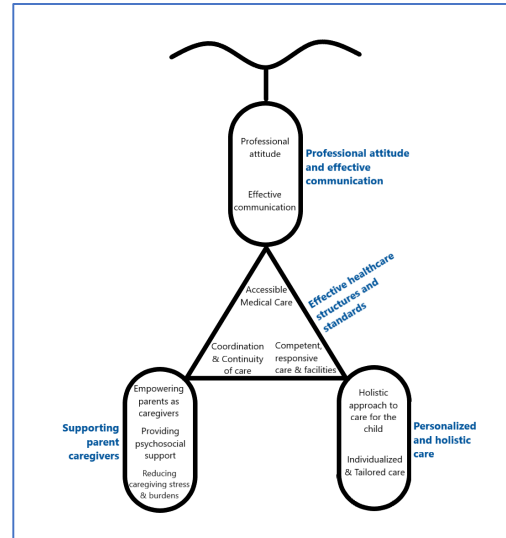 Professional
attitude
Effective
communication
Professional attitude
and effective
communication
Accessible
Medical Care
Coordination
& Continuity
of care
Competent,
responsive
care & facilities
Effective healthcare
structures and
standards
Supporting
parent
caregivers
Empowering
parents as
caregivers
Providing
psychosocial
support
Reducing
caregiving stress
& burdens
Holistic
approach to
care for the
child
Individualized
& Tailored care
Personalized
and holistic
care